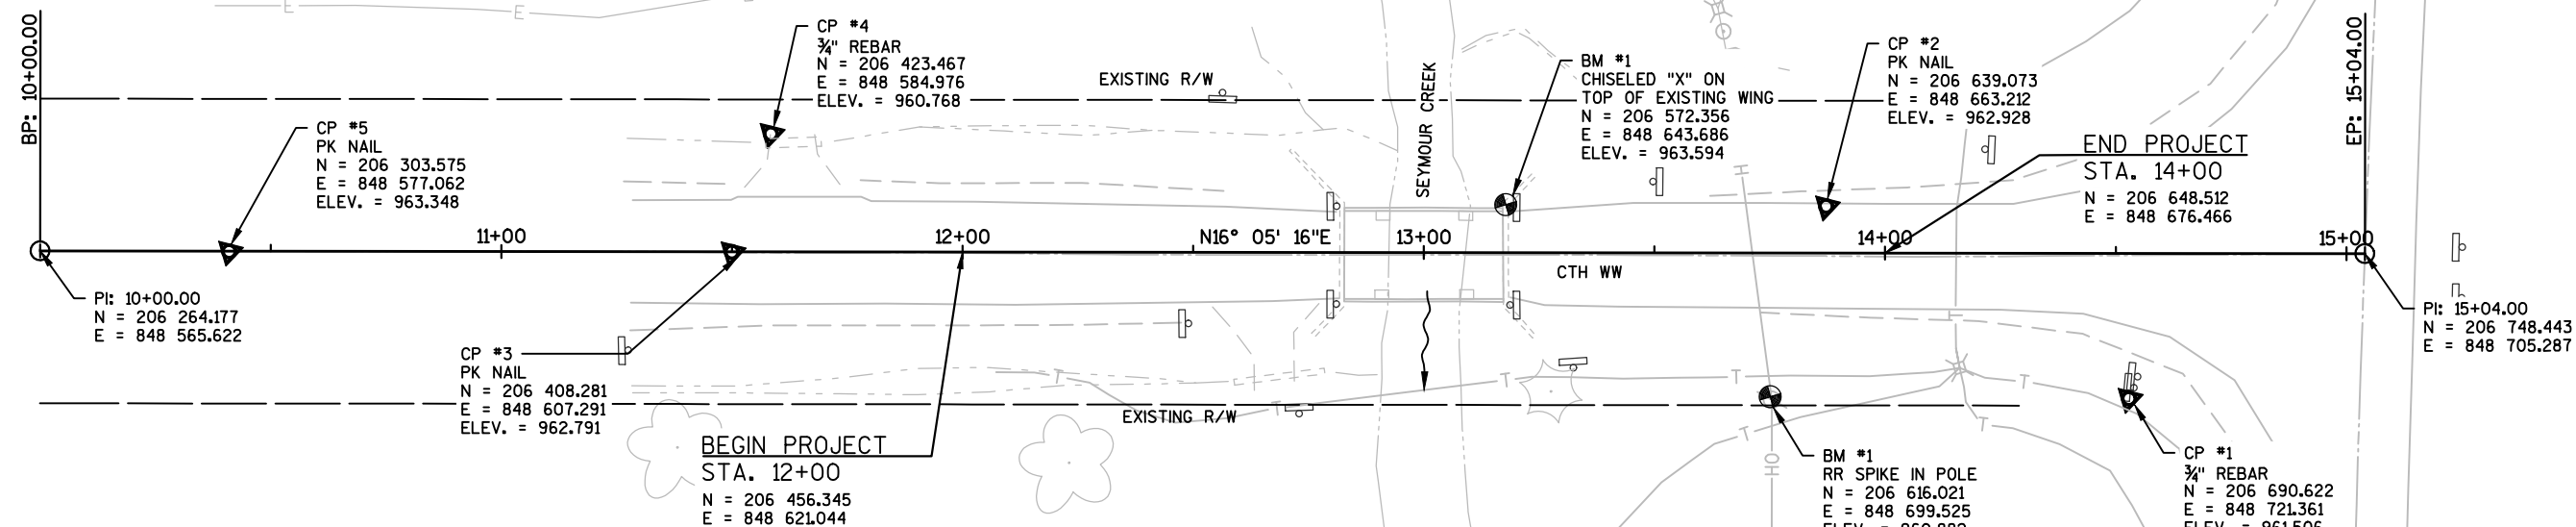 BP: 10+00.00
CP #5
PK NAIL
N = 206 303.575
E = 848 577.062
ELEV. = 963.348
CP #4
¾" REBAR
N = 206 423.467
E = 848 584.976
ELEV. = 960.768
EXISTING R/W
SEYMOUR CREEK
BM #1
CHISELED "X" ON
TOP OF EXISTING WING
N = 206 572.356
E = 848 643.686
ELEV. = 963.594
CP #2
PK NAIL
N = 206 639.073
E = 848 663.212
ELEV. = 962.928
END PROJECT
STA. 14+00
N = 206 648.512
E = 848 676.466
EP: 15+04.00
11+00
12+00
N16° 05' 16"E
13+00
14+00
15+00
CTH WW
PI: 10+00.00
N = 206 264.177
E = 848 565.622
CP #3
PK NAIL
N = 206 408.281
E = 848 607.291
ELEV. = 962.791
BEGIN PROJECT
STA. 12+00
N = 206 456.345
E = 848 621.044
EXISTING R/W
BM #1
RR SPIKE IN POLE
N = 206 616.021
E = 848 699.525
CP #1
¾" REBAR
N = 206 690.622
E = 848 721.361
ELEV. = 961.506
PI: 15+04.00
N = 206 748.443
E = 848 705.287
E
E
H
OH
T
T
T
T
T
T
T
T